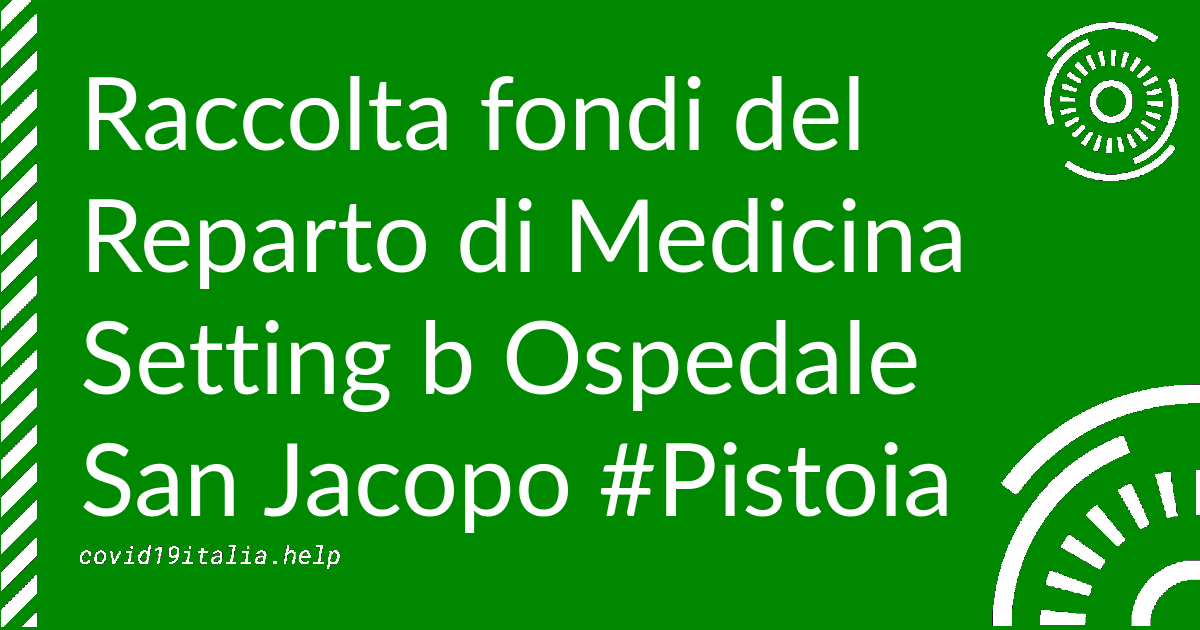 Raccolta fondi del
Reparto di Medicina
Setting b Ospedale
San Jacopo #Pistoia
covid19italia.help